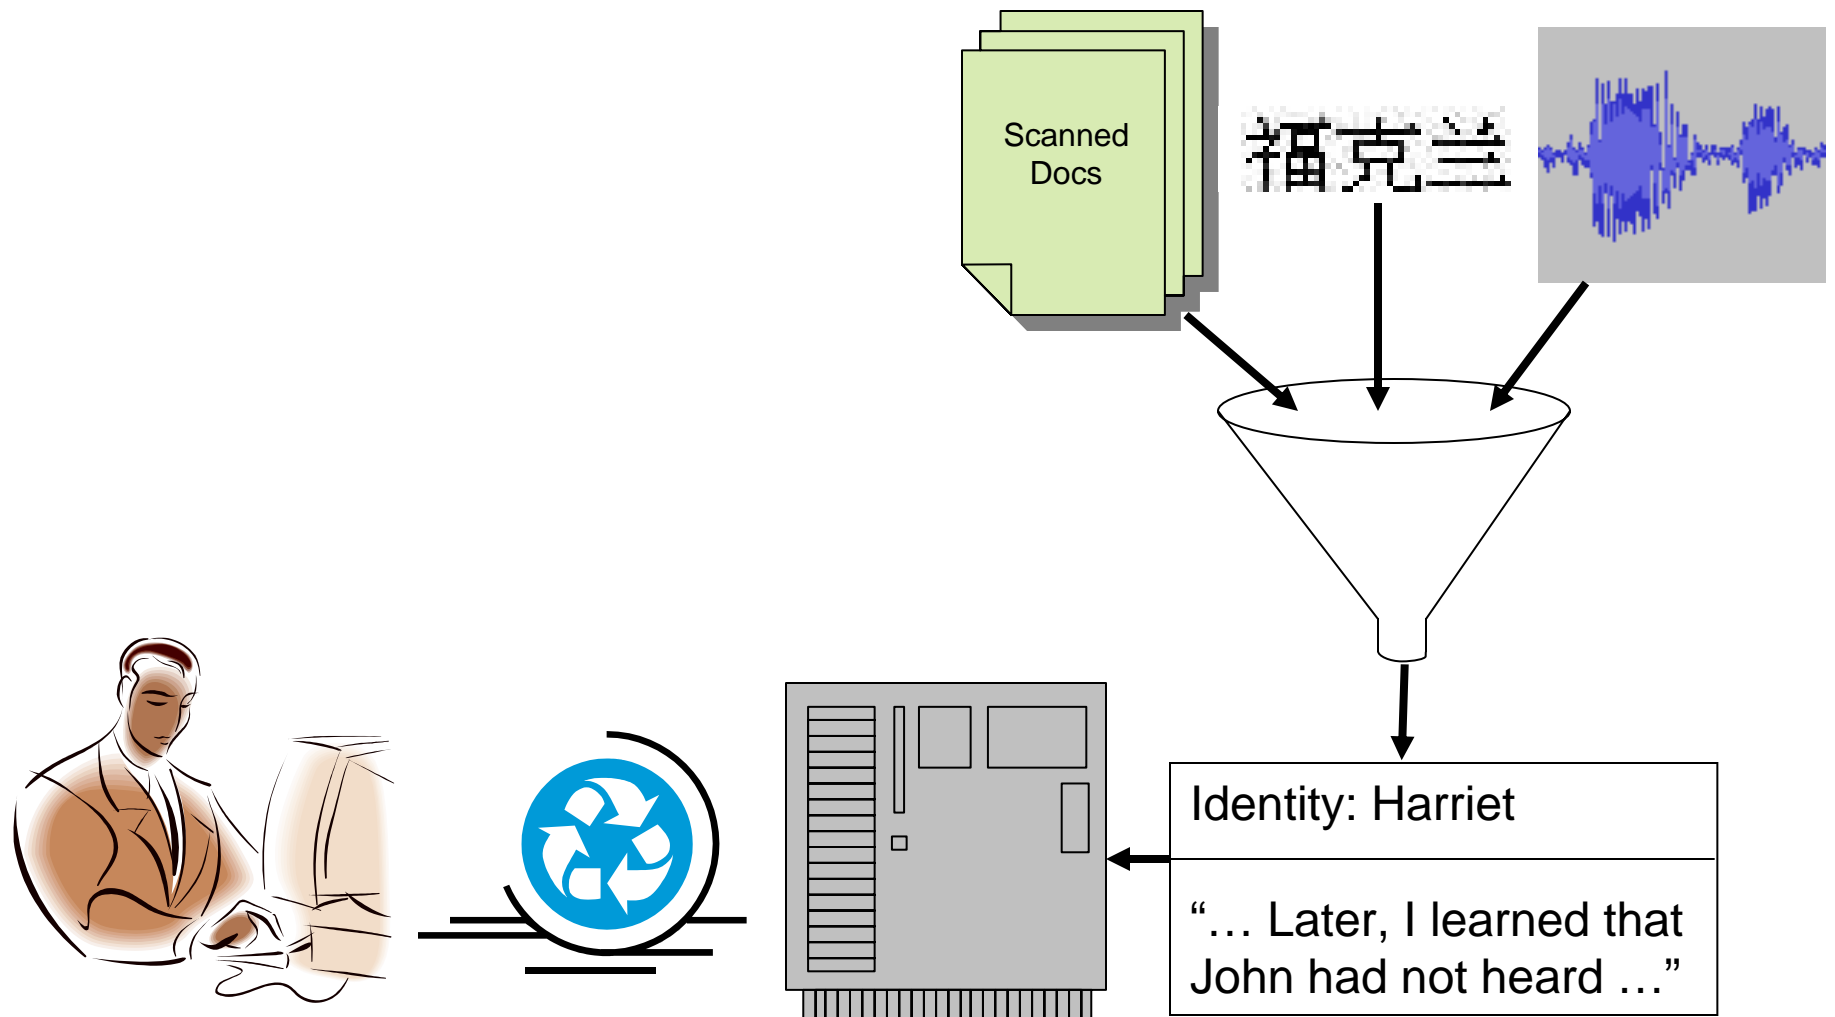 Scanned
Docs
福克兰
Identity: Harriet
“… Later, I learned that
John had not heard …”